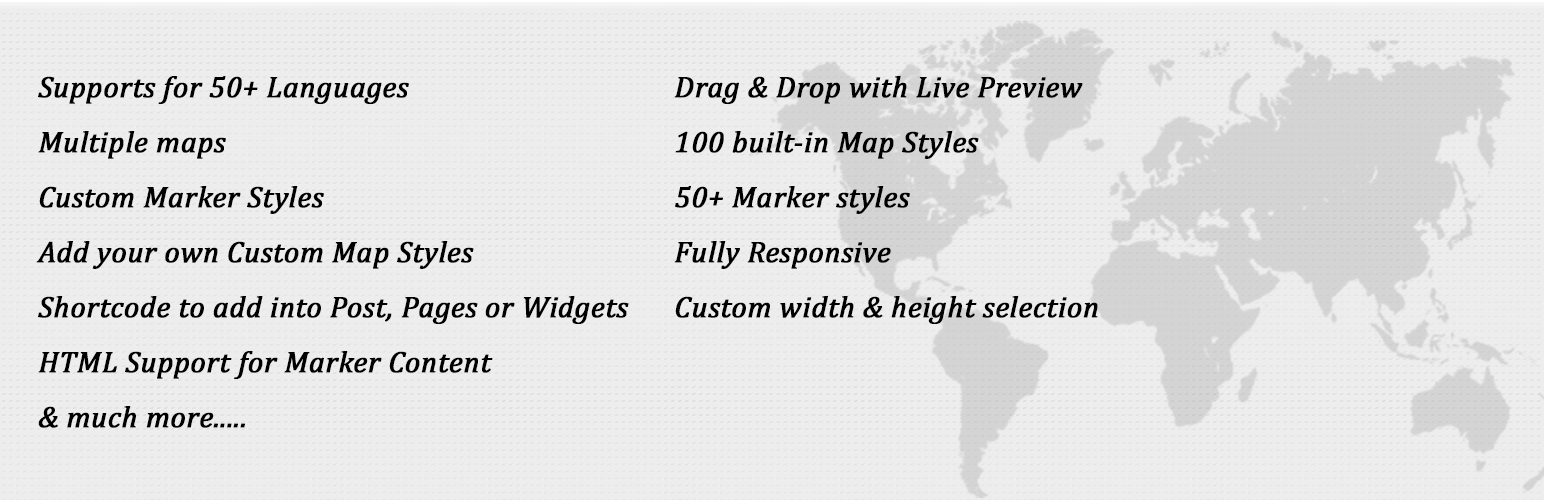 Supports for 50+ Languages
Multiple maps
Custom Marker Styles
Add your own Custom Map Styles
Shortcode to add into Post, Pages or Widgets
HTML Support for Marker Content
& much more.....
Drag & Drop with Live Preview
100 built-in Map Styles
50+ Marker styles
Fully Responsive
Custom width & height selection